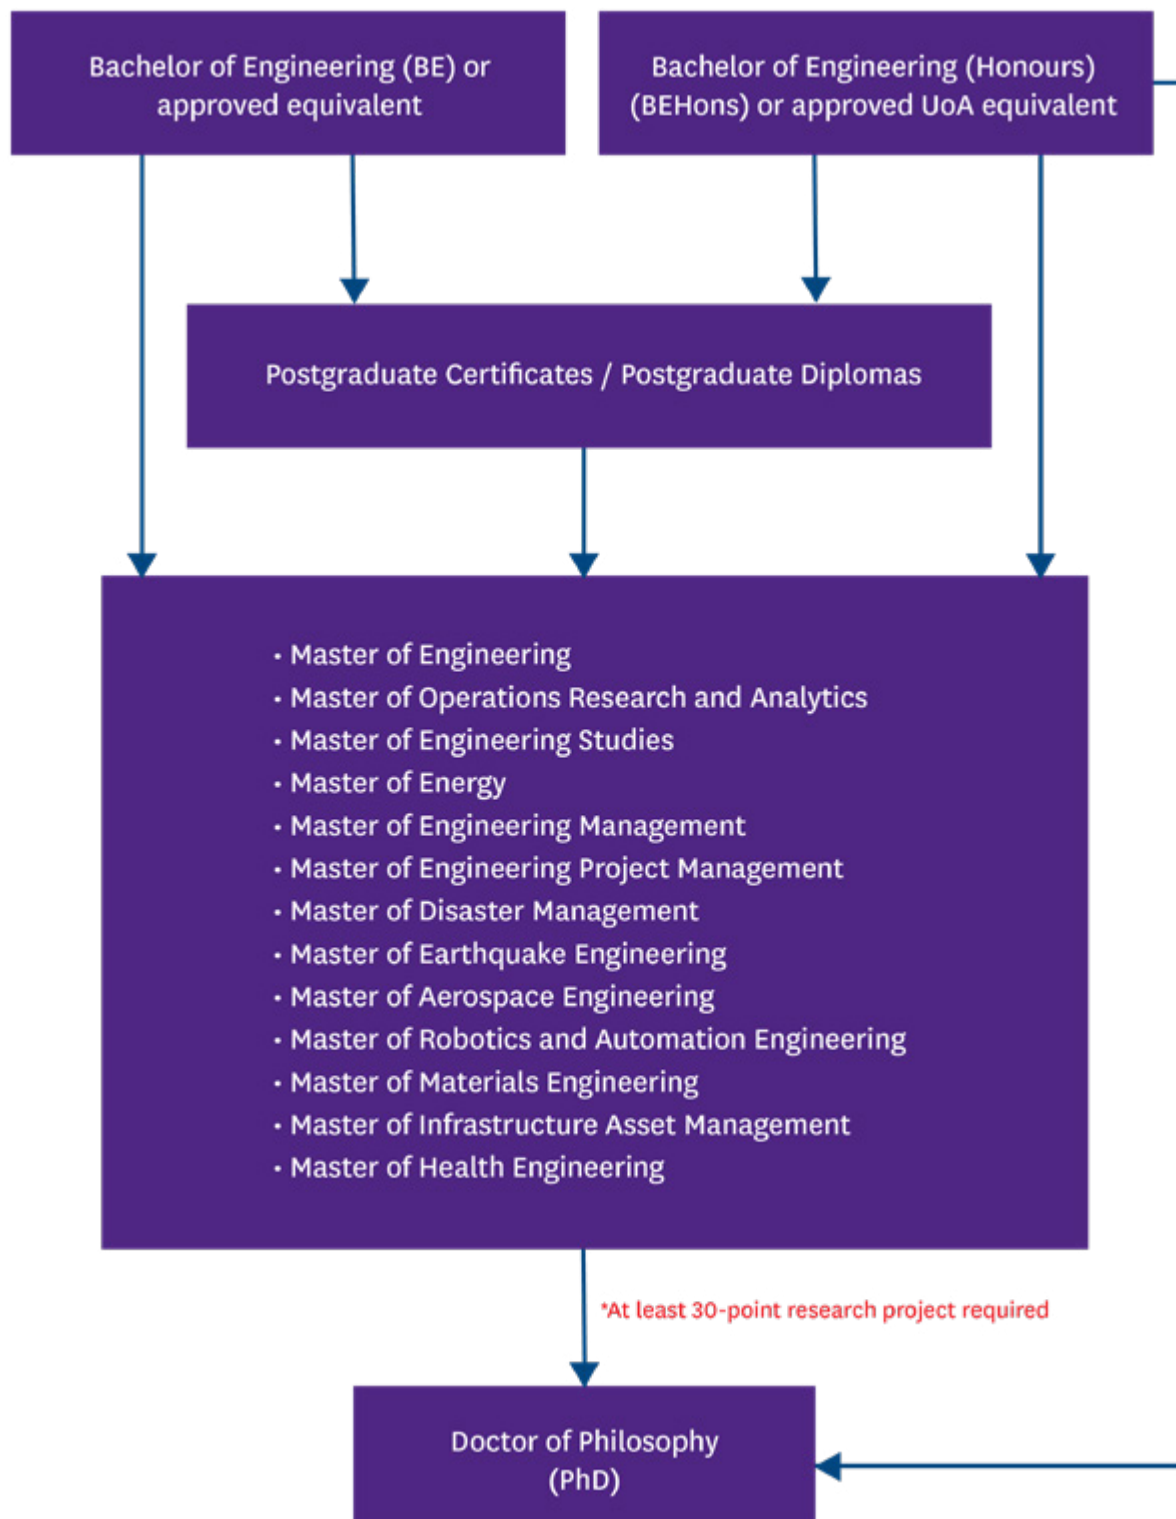 Bachelor of Engineering (BE) or
approved equivalent
Bachelor of Engineering (Honours)
(BEHons) or approved UoA equivalent
Postgraduate Certificates / Postgraduate Diplomas
• Master of Engineering
• Master of Operations Research and Analytics
• Master of Engineering Studies
• Master of Energy
• Master of Engineering Management
• Master of Engineering Project Management
• Master of Disaster Management
• Master of Earthquake Engineering
• Master of Aerospace Engineering
• Master of Robotics and Automation Engineering
• Master of Materials Engineering
• Master of Infrastructure Asset Management
• Master of Health Engineering
*At least 30-point research project required
Doctor of Philosophy
(PhD)